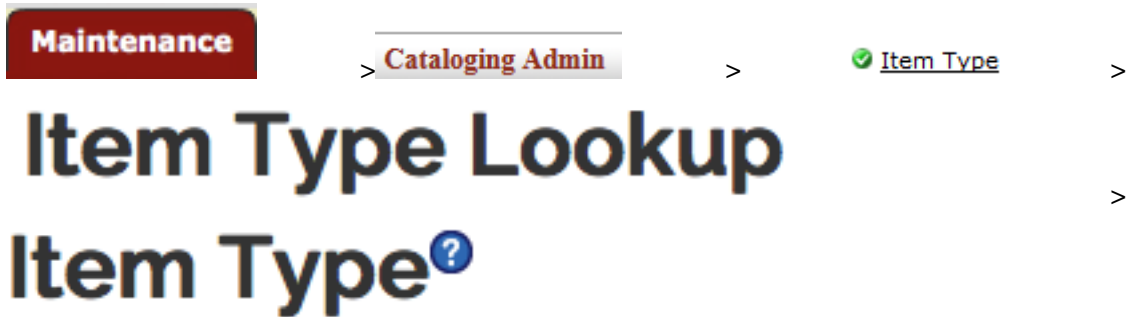 Maintenance > Cataloging Admin > Item Type >
Item Type Lookup >
Item Type ?